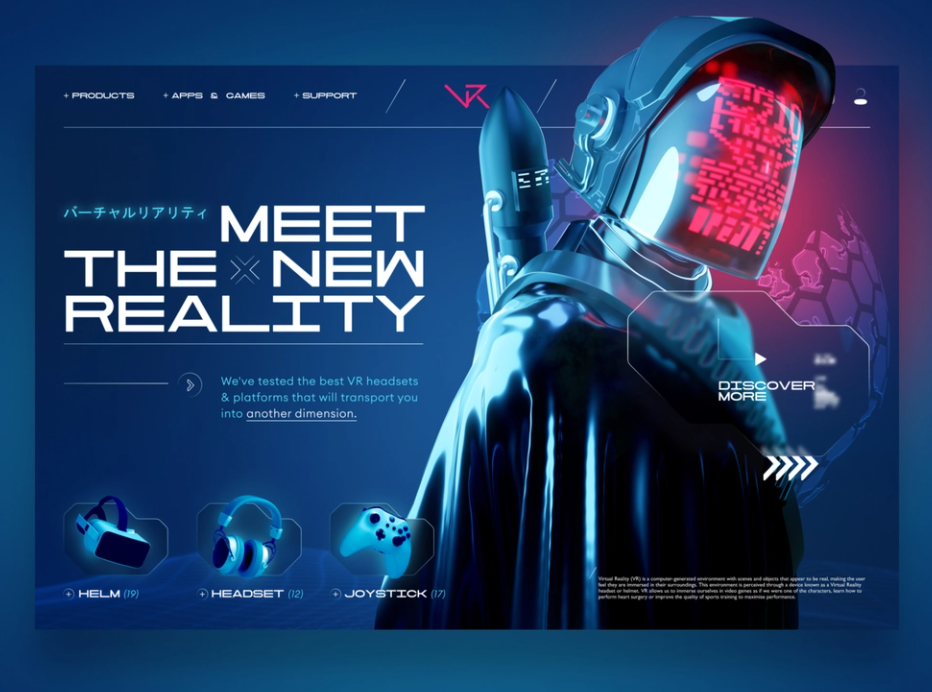 + PRODUCTS
+ APPS & GAMES
+ SUPPORT
VR
バーチャルリアリティ
MEET
THE NEW
REALITY
We've tested the best VR headsets
& platforms that will transport you
into another dimension.
DISCOVER
MORE
+ HELM (19)
+ HEADSET (12)
+ JOYSTICK (17)
Virtual Reality (VR) is a computer-generated environment with scenes and objects that appear to be real, making the user
feel they are immersed in their surroundings. This environment is perceived through a device known as a Virtual Reality
headset or helmet. VR allows us to immerse ourselves in video games as if we were one of the characters, learn how to
perform heart surgery or improve the quality of sports training to maximise performance.